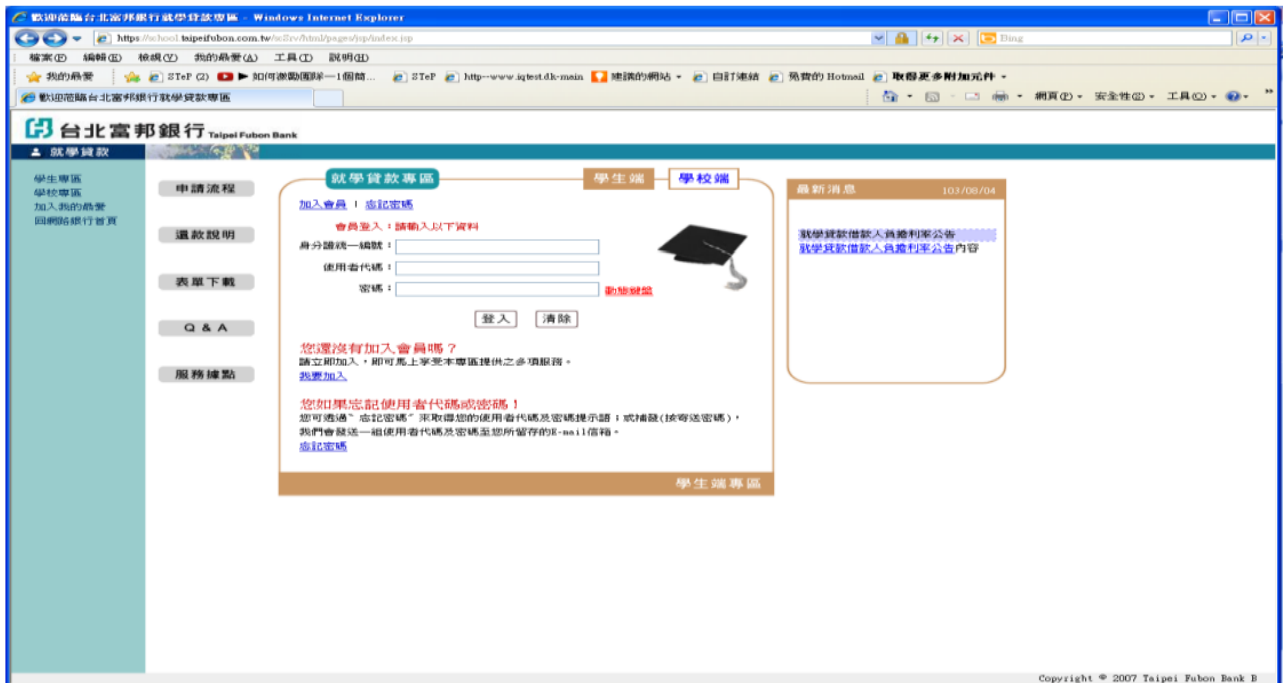 歡迎蒞臨台北富邦銀行就學貸款專區 - Windows Internet Explorer
https://school.taipeifubon.com.tw/scSrv/html/pages/jsp/index.jsp
Bing
檔案(F) 編輯(E) 檢視(V) 我的最愛(A) 工具(T) 說明(H)
我的最愛 STeP (2) ▶ 如何激勵團隊—1個簡... STeP http--www.iqtest.dk-main 建議的網站 自訂連結 免費的 Hotmail 取得更多附加元件
歡迎蒞臨台北富邦銀行就學貸款專區 網頁(P) 安全性(S) 工具(O) »
台北富邦銀行 Taipei Fubon Bank
就學貸款
學生專區
學校專區
加入我的最愛
回網路銀行首頁
申請流程
還款說明
表單下載
Q & A
服務據點
就學貸款專區 學生端 學校端
加入會員 | 忘記密碼
會員登入：請輸入以下資料
身分證統一編號：
使用者代碼：
密碼： 動態鍵盤
登入 清除
您還沒有加入會員嗎？
請立即加入，即可馬上享受本專區提供之多項服務。
我要加入
您如果忘記使用者代碼或密碼！
您可透過"忘記密碼"來取得您的使用者代碼及密碼提示語；或補發(按寄送密碼)，
我們會發送一組使用者代碼及密碼至您所留存的E-mail信箱。
忘記密碼
學生端專區
最新消息 103/08/04
就學貸款借款人負擔利率公告
就學貸款借款人負擔利率公告內容
Copyright © 2007 Taipei Fubon Bank B